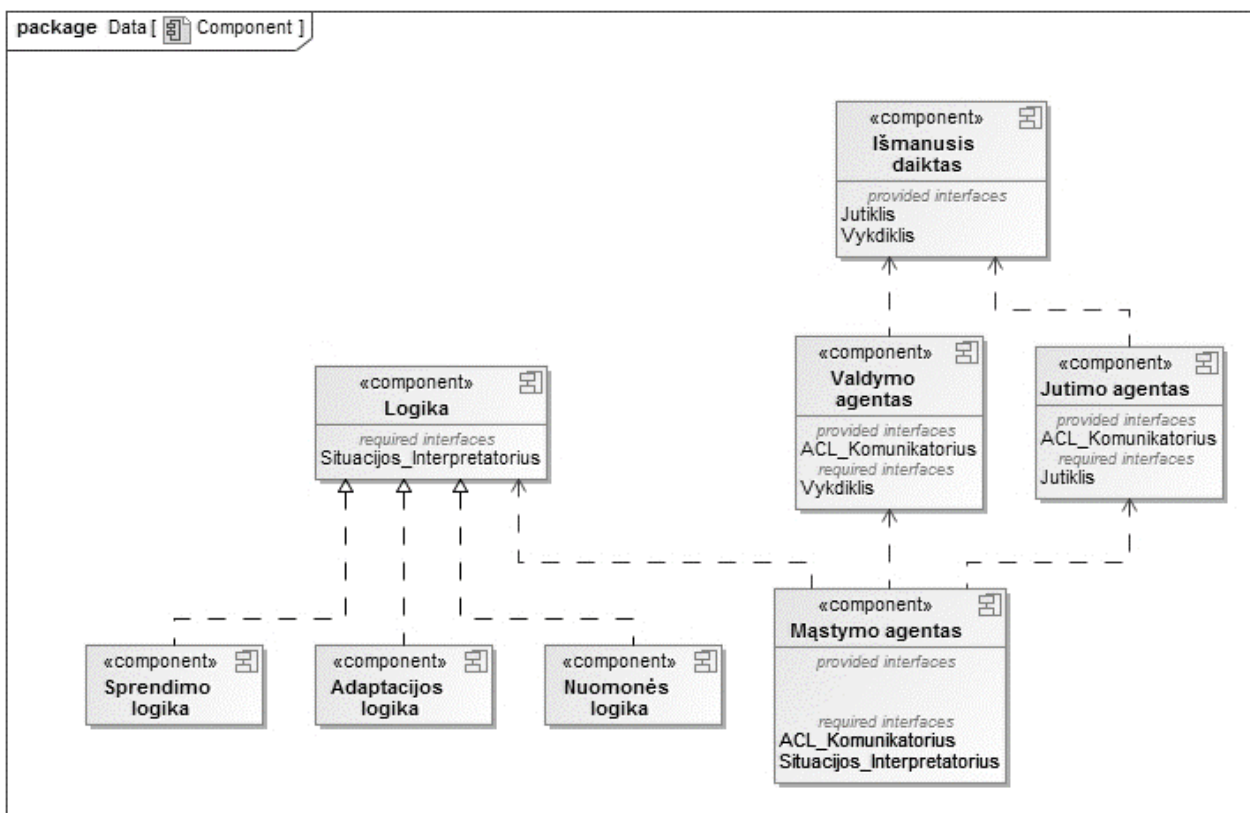 package Data [ Component ]
«component»
Išmanusis
daiktas
provided interfaces
Jutiklis
Vykdiklis
«component»
Valdymo
agentas
provided interfaces
ACL_Komunikatorius
required interfaces
Vykdiklis
«component»
Jutimo agentas
provided interfaces
ACL_Komunikatorius
required interfaces
Jutiklis
«component»
Logika
required interfaces
Situacijos_Interpretatorius
«component»
Sprendimo
logika
«component»
Adaptacijos
logika
«component»
Nuomonės
logika
«component»
Mąstymo agentas
provided interfaces
required interfaces
ACL_Komunikatorius
Situacijos_Interpretatorius